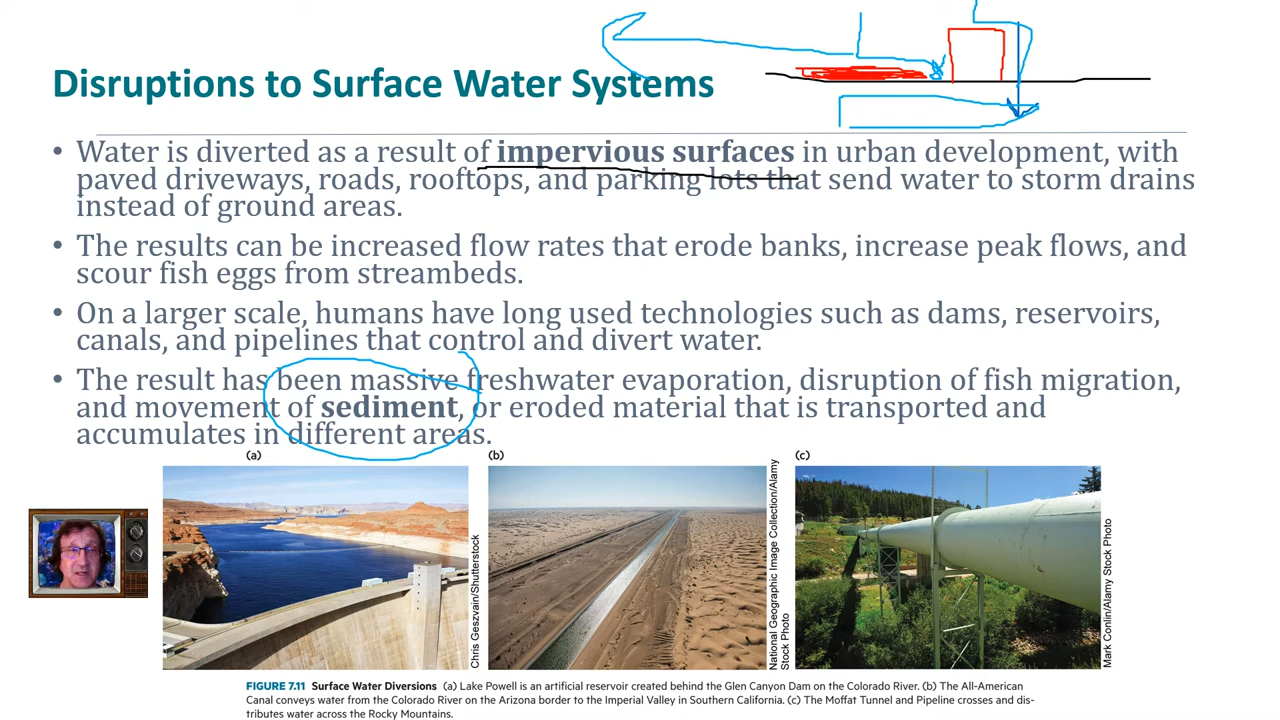 Disruptions to Surface Water Systems
• Water is diverted as a result of impervious surfaces in urban development, with
paved driveways, roads, rooftops, and parking lots that send water to storm drains
instead of ground areas.
• The results can be increased flow rates that erode banks, increase peak flows, and
scour fish eggs from streambeds.
• On a larger scale, humans have long used technologies such as dams, reservoirs,
canals, and pipelines that control and divert water.
• The result has been massive freshwater evaporation, disruption of fish migration,
and movement of sediment, or eroded material that is transported and
accumulates in different areas.
(a)
Chris Geszvain/Shutterstock
(b)
National Geographic Image Collection/Alamy
Stock Photo
(c)
Mark Conlin/Alamy Stock Photo
FIGURE 7.11 Surface Water Diversions (a) Lake Powell is an artificial reservoir created behind the Glen Canyon Dam on the Colorado River. (b) The All-American
Canal conveys water from the Colorado River on the Arizona border to the Imperial Valley in Southern California. (c) The Moffat Tunnel and Pipeline crosses and dis-
tributes water across the Rocky Mountains.